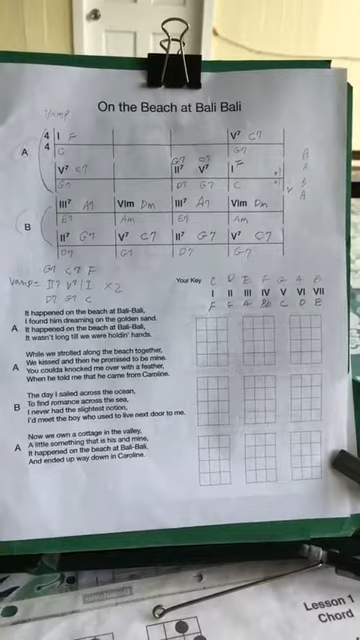 On the Beach at Bali Bali
Vamp
4 I F V7 C7
4 C G7
A
V7 C7 II7 G7 V7 C7 I F
G7 D7 G7 C
III7 A7 VIm Dm III7 A7 VIm Dm
E7 Am E7 Am
B
II7 G7 V7 C7 II7 G7 V7 C7
D7 G7 D7 G7
A
A
B
A
G7 C7 F
Vamp = II7 V7 I X2
D7 G7 C
Your Key C D E F G A B
I II III IV V VI VII
F G A Bb C D E
It happened on the beach at Bali-Bali,
I found him dreaming on the golden sand.
A It happened on the beach at Bali-Bali,
It wasn't long till we were holdin' hands.
While we strolled along the beach together,
We kissed and then he promised to be mine.
A You coulda knocked me over with a feather,
When he told me that he came from Caroline.
The day I sailed across the ocean,
B To find romance across the sea,
I never had the slightest notion,
I'd meet the boy who used to live next door to me.
Now we own a cottage in the valley,
A A little something that is his and mine,
It happened on the beach at Bali-Bali,
And ended up way down in Caroline.
Lesson 1
Chord